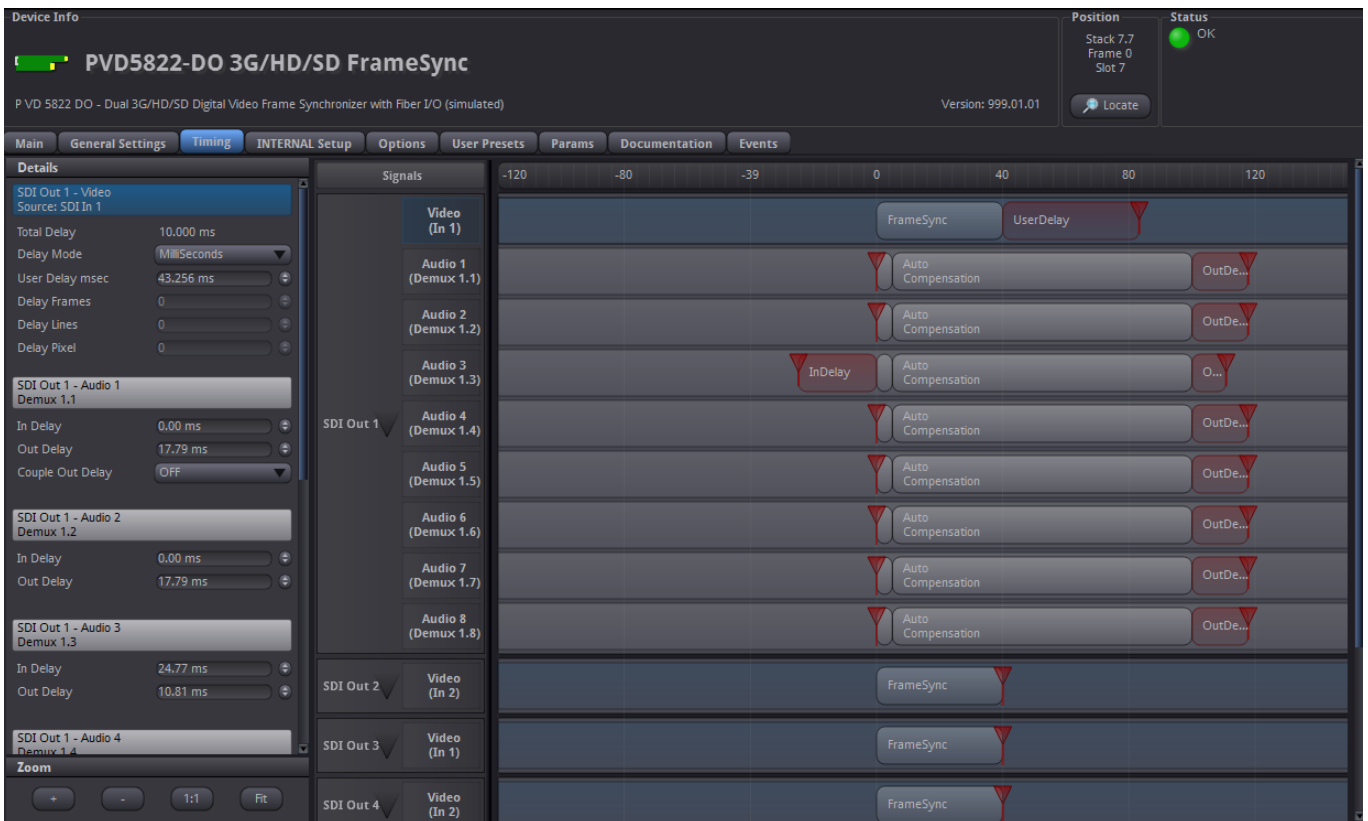 Device Info
Position
Status
PVD5822-DO 3G/HD/SD FrameSync
Stack 7.7
Frame 0
Slot 7
OK
P VD 5822 DO - Dual 3G/HD/SD Digital Video Frame Synchronizer with Fiber I/O (simulated)
Version: 999.01.01
Locate
Main General Settings Timing INTERNAL Setup Options User Presets Params Documentation Events
Details
SDI Out 1 - Video
Source: SDI In 1
Total Delay 10.000 ms
Delay Mode MilliSeconds
User Delay msec 43.256 ms
Delay Frames 0
Delay Lines 0
Delay Pixel 0
SDI Out 1 - Audio 1
Demux 1.1
In Delay 0.00 ms
Out Delay 17.79 ms
Couple Out Delay OFF
SDI Out 1 - Audio 2
Demux 1.2
In Delay 0.00 ms
Out Delay 17.79 ms
SDI Out 1 - Audio 3
Demux 1.3
In Delay 24.77 ms
Out Delay 10.81 ms
SDI Out 1 - Audio 4
Demux 1.4
Zoom
+ - 1:1 Fit
Signals
-120 -80 -39 0 40 80 120
SDI Out 1
Video
(In 1)
FrameSync UserDelay
Audio 1
(Demux 1.1)
Auto
Compensation
OutDe...
Audio 2
(Demux 1.2)
Auto
Compensation
OutDe...
Audio 3
(Demux 1.3)
InDelay
Auto
Compensation
O...
Audio 4
(Demux 1.4)
Auto
Compensation
OutDe...
Audio 5
(Demux 1.5)
Auto
Compensation
OutDe...
Audio 6
(Demux 1.6)
Auto
Compensation
OutDe...
Audio 7
(Demux 1.7)
Auto
Compensation
OutDe...
Audio 8
(Demux 1.8)
Auto
Compensation
OutDe...
SDI Out 2
Video
(In 2)
FrameSync
SDI Out 3
Video
(In 1)
FrameSync
SDI Out 4
Video
(In 2)
FrameSync